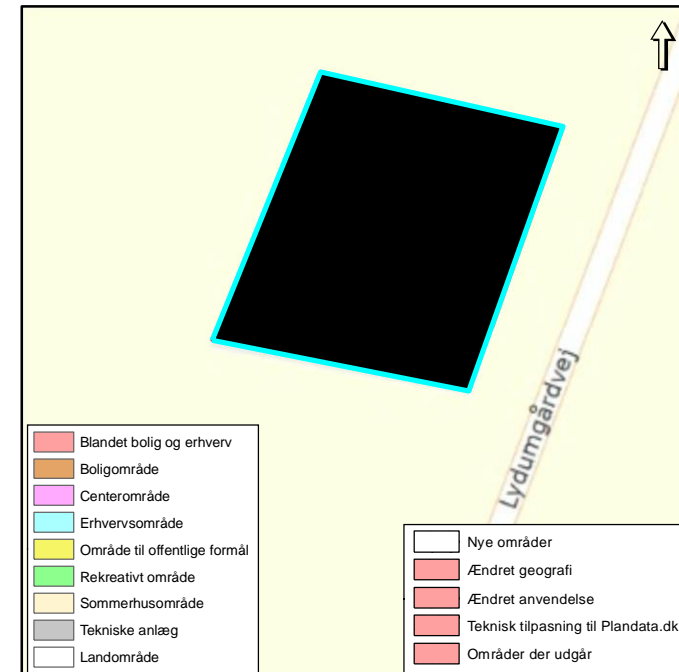 Lydumgårdvej
Blandet bolig og erhverv
Boligområde
Centerområde
Erhvervsområde
Område til offentlige formål
Rekreativt område
Sommerhusområde
Tekniske anlæg
Landområde
Nye områder
Ændret geografi
Ændret anvendelse
Teknisk tilpasning til Plandata.dk
Områder der udgår